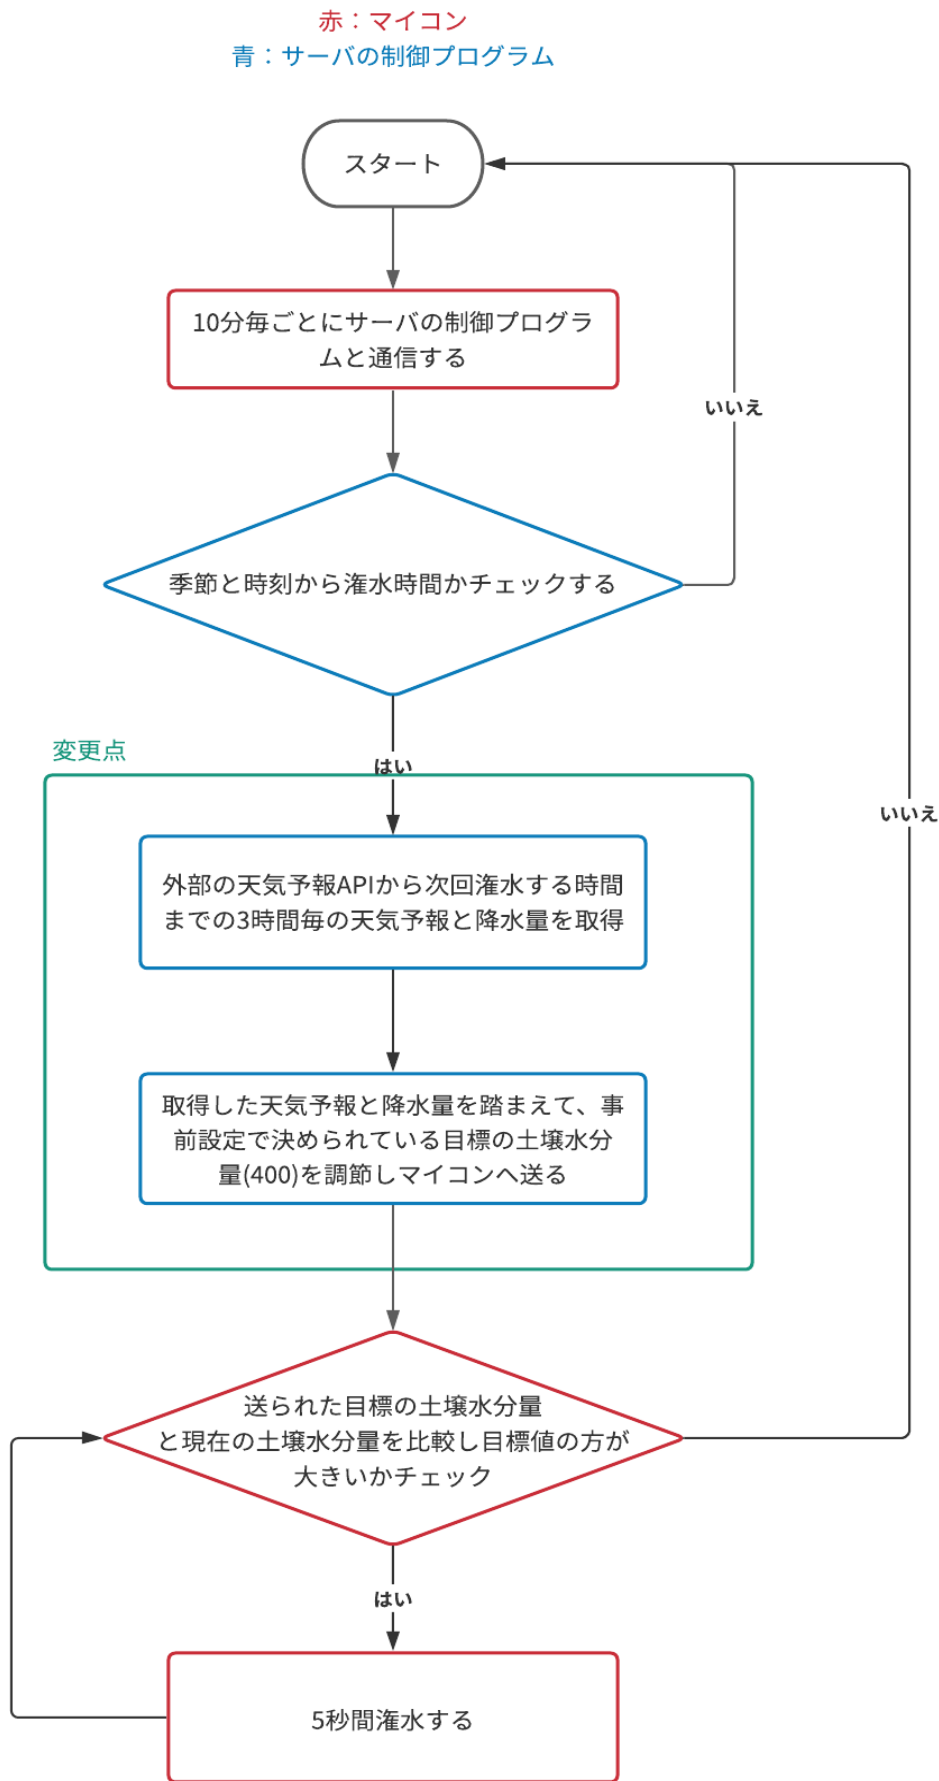 赤：マイコン
青：サーバの制御プログラム
スタート
10分毎ごとにサーバの制御プログラ
ムと通信する
いいえ
季節と時刻から潅水時間かチェックする
変更点
はい
いいえ
外部の天気予報APIから次回潅水する時間
までの3時間毎の天気予報と降水量を取得
取得した天気予報と降水量を踏まえて、事
前設定で決められている目標の土壌水分
量(400)を調節しマイコンへ送る
送られた目標の土壌水分量
と現在の土壌水分量を比較し目標値の方が
大きいかチェック
はい
5秒間潅水する